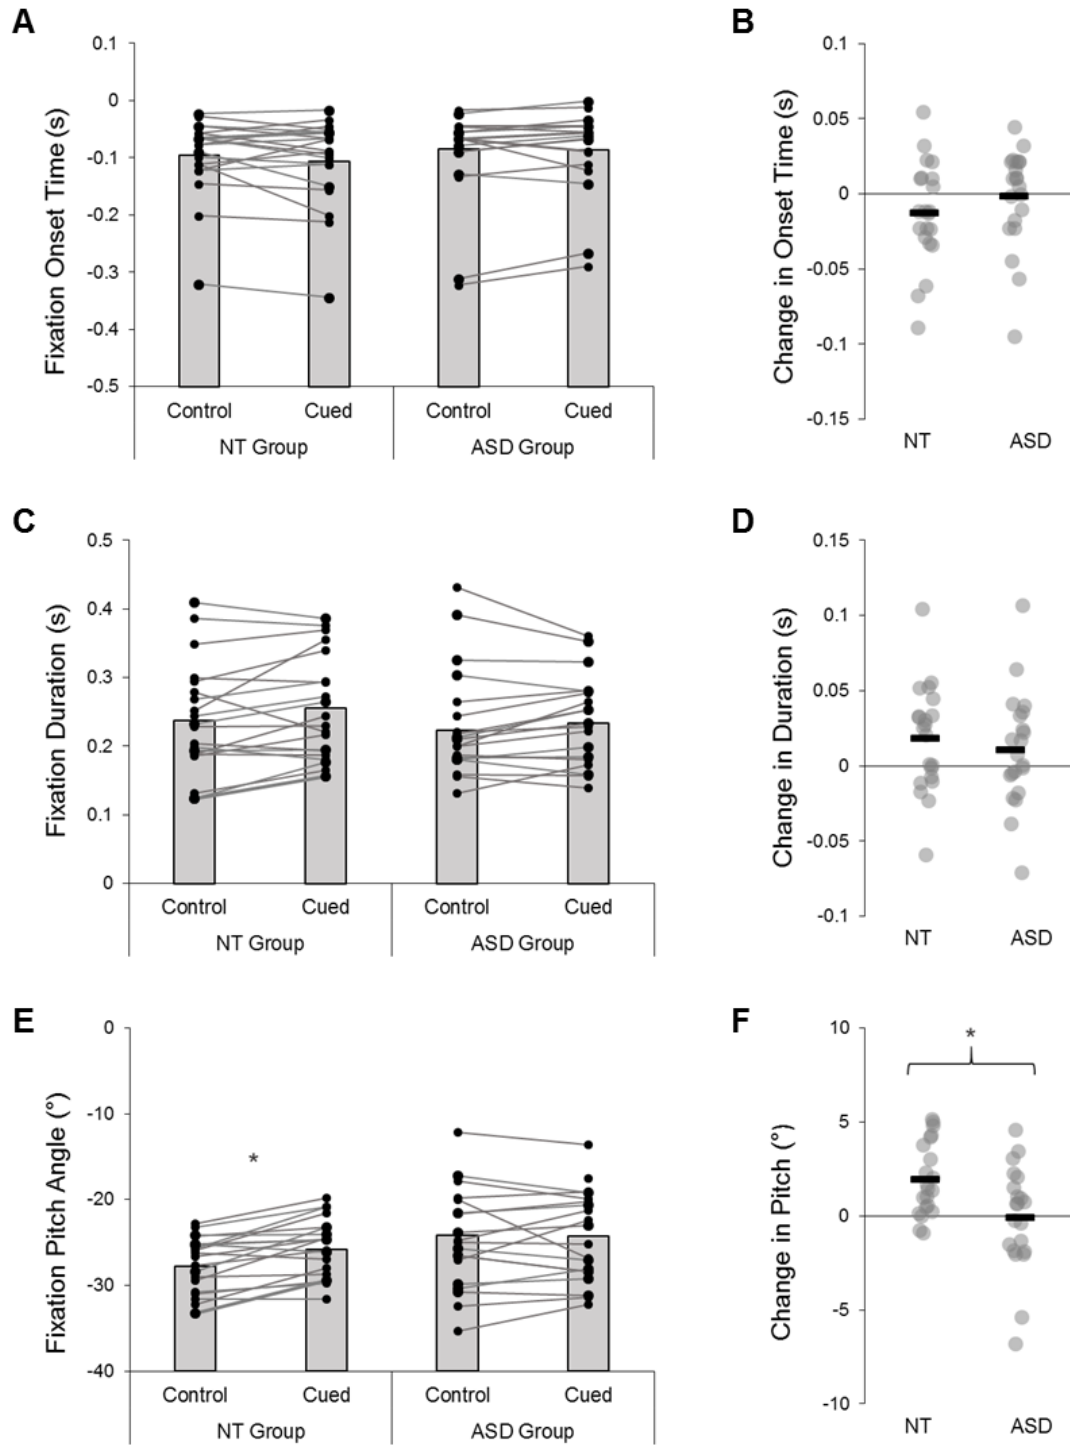 A
B
Fixation Onset Time (s)
0.1
0
-0.1
-0.2
-0.3
-0.4
-0.5
Control
Cued
Control
Cued
NT Group
ASD Group
Change in Onset Time (s)
0.1
0.05
0
-0.05
-0.1
-0.15
NT
ASD
C
D
Fixation Duration (s)
0.5
0.4
0.3
0.2
0.1
0
Control
Cued
Control
Cued
NT Group
ASD Group
Change in Duration (s)
0.15
0.1
0.05
0
-0.05
-0.1
NT
ASD
E
F
Fixation Pitch Angle (°)
0
-10
-20
-30
-40
*
Control
Cued
Control
Cued
NT Group
ASD Group
Change in Pitch (°)
10
5
0
-5
-10
*
NT
ASD